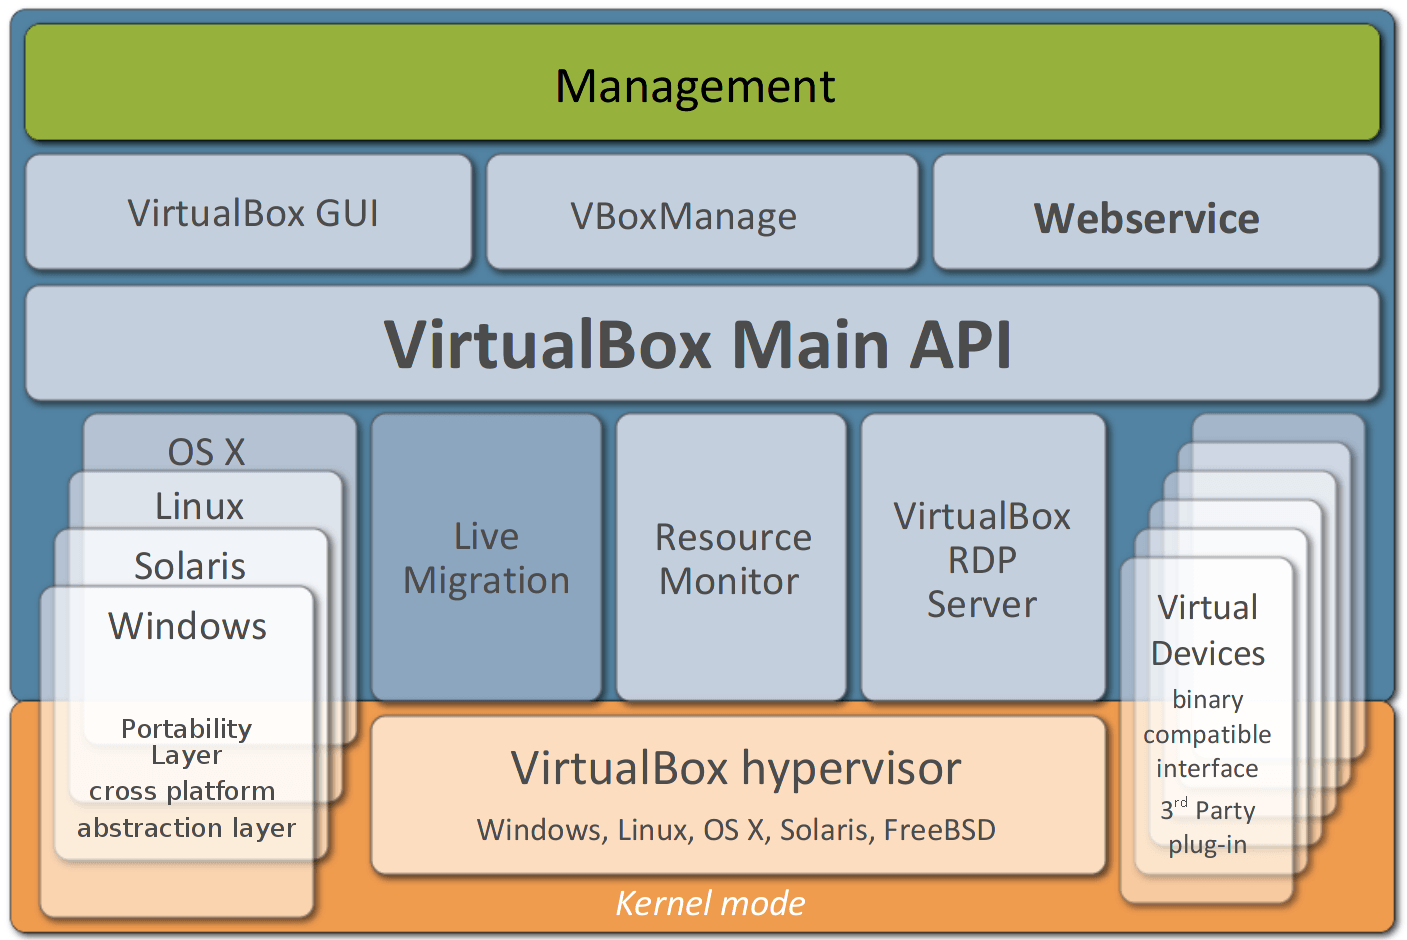 Management
VirtualBox GUI
VBoxManage
Webservice
VirtualBox Main API
OS X
Linux
Solaris
Windows
Portability
Layer
cross platform
abstraction layer
Live
Migration
Resource
Monitor
VirtualBox
RDP
Server
Virtual
Devices
binary
compatible
interface
3rd Party
plug-in
VirtualBox hypervisor
Windows, Linux, OS X, Solaris, FreeBSD
Kernel mode